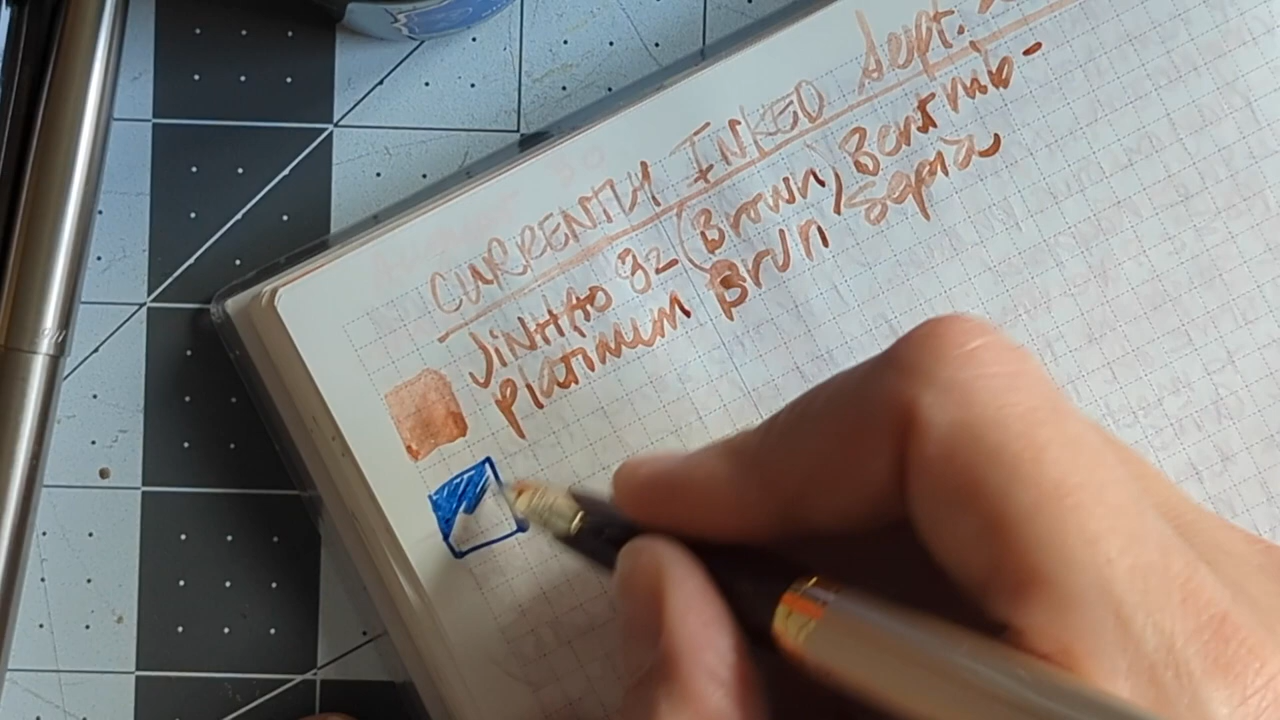 CURRENTLY INKED Sept.
JINHAO 82 (Brown) Bent nib-
Platinum Brun Sepia